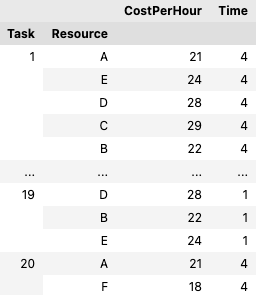 CostPerHour Time
Task Resource
1 A 21 4
E 24 4
D 28 4
C 29 4
B 22 4
... ... ... ...
19 D 28 1
B 22 1
E 24 1
20 A 21 4
F 18 4